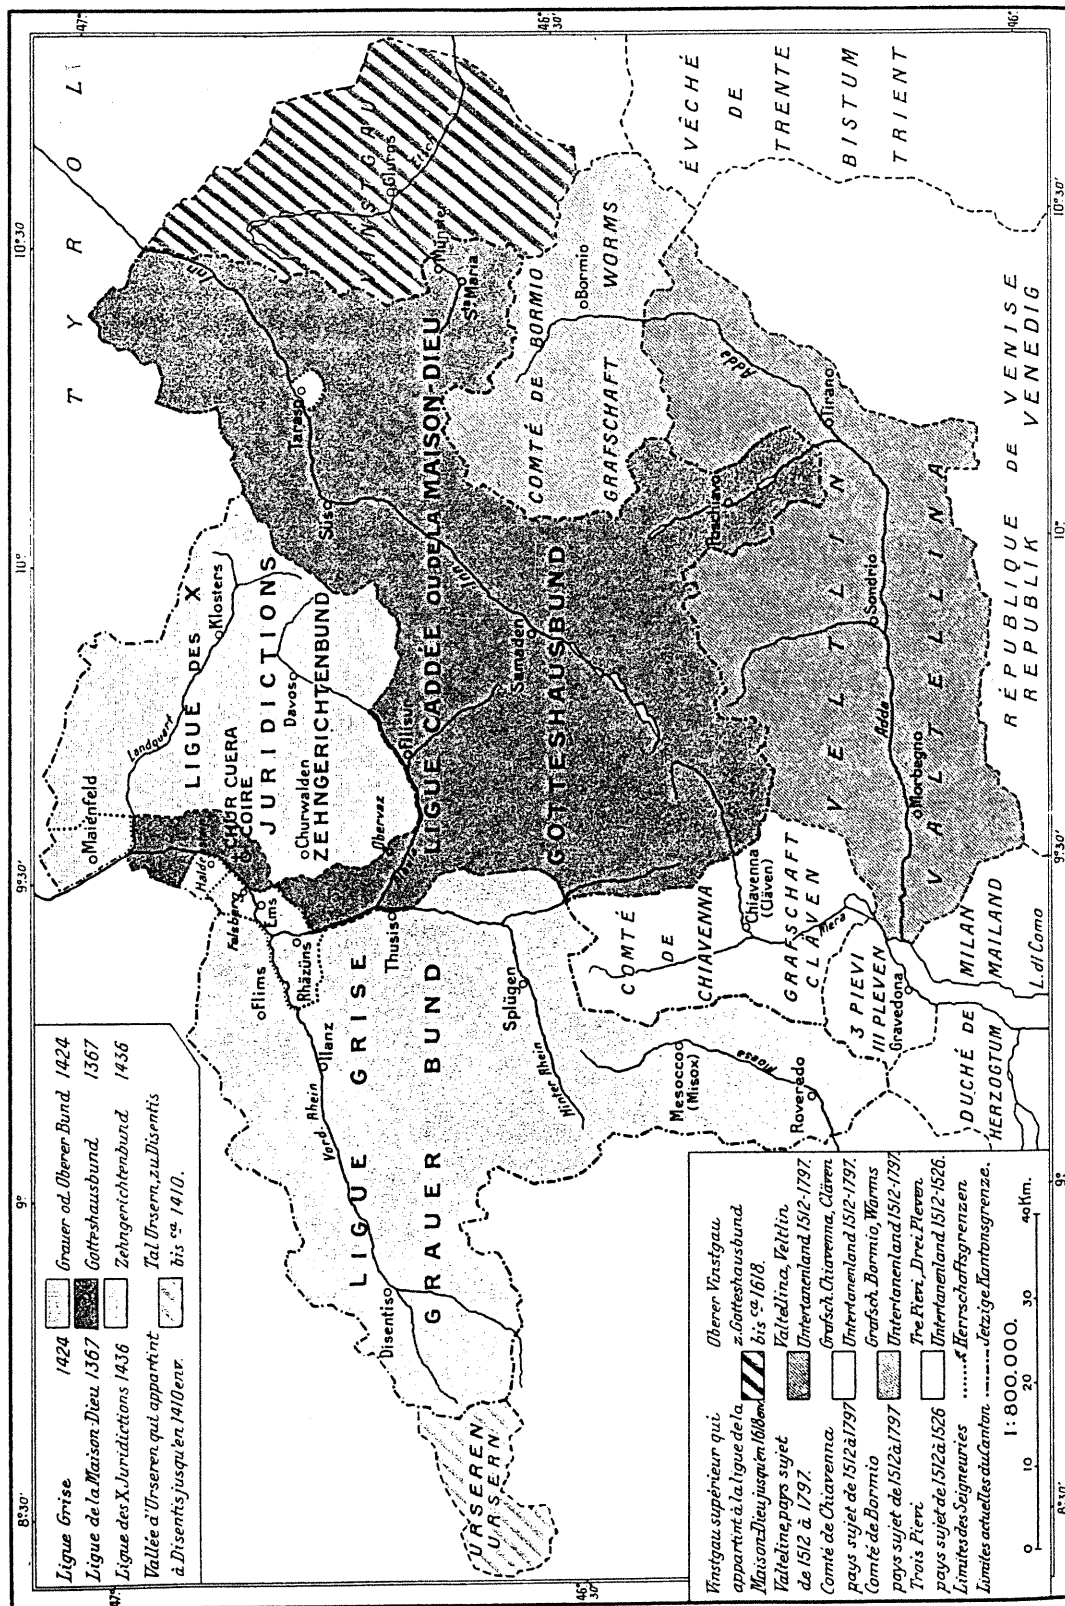 Ligue Grise 1424 Grauer od. Oberer Bund 1424
Ligue de la Maison-Dieu 1367 Gotteshausbund 1367
Ligue des X Juridictions 1436 Zehngerichtenbund 1436
Vallée d'Urseren qui appartint Tal Ursern, zu Disentis
à Disentis jusqu'en 1410 env. bis ca 1410.
8°30'
9°
9°30'
10°
10°30'
47°
46°30'
46°
TYROL
LIGUE DES X
JURIDICTIONS
ZEHNGERICHTENBUND
Maienfeld
Landquart
Klosters
Davos
Churwalden
CHUR CUERA
COIRE
Felsberg
Ems
Flims
Rhäzüns
Ilanz
Vord. Rhein
LIGUE GRISE
GRAUER BUND
Disentis
URSEREN
URSERN
Thusis
Obervaz
Filisur
Splügen
Hinter Rhein
Mesocco
(Misox)
Moesa
Roveredo
LIGUE CADDÉE OU DE LA MAISON-DIEU
GOTTESHAUSBUND
Samaden
Inn
Süs
Tarasp
Inn
Münster
Sta Maria
VINSTGAU
Glurns
Etsch
COMTÉ DE BORMIO
GRAFSCHAFT WORMS
Bormio
Adda
Tirano
Puschiavo
VELTLIN
VALTELLINA
Sondrio
Adda
Morbegno
COMTÉ
DE
CHIAVENNA
GRAFSCHAFT
CLÄVEN
Chiavenna
(Cläven)
Mera
3 PIEVI
III PLEVEN
Gravedona
DUCHÉ DE MILAN
HERZOGTUM MAILAND
L. di Como
RÉPUBLIQUE DE VENISE
REPUBLIK VENEDIG
ÉVÊCHÉ
DE
TRENTE
BISTUM
TRIENT
Vinstgau supérieur qui Oberer Vinstgau
appartint à la ligue de la z. Gotteshausbund
Maison-Dieu jusqu'en 1618 env. bis ca 1618.
Valteline, pays sujet Valtellina, Veltlin
de 1512 à 1797. Untertanenland 1512-1797.
Comté de Chiavenna Grafsch. Chiavenna, Cläven
pays sujet de 1512 à 1797 Untertanenland 1512-1797.
Comté de Bormio Grafsch. Bormio, Worms
pays sujet de 1512 à 1797 Untertanenland 1512-1797
Trois Pievi Tre Pievi, Drei Pleven
pays sujet de 1512 à 1526 Untertanenland 1512-1526.
Limites des Seigneuries Herrschaftsgrenzen
Limites actuelles du Canton. Jetzige Kantonsgrenze.
1:800.000.
0 10 20 30 40 Km.